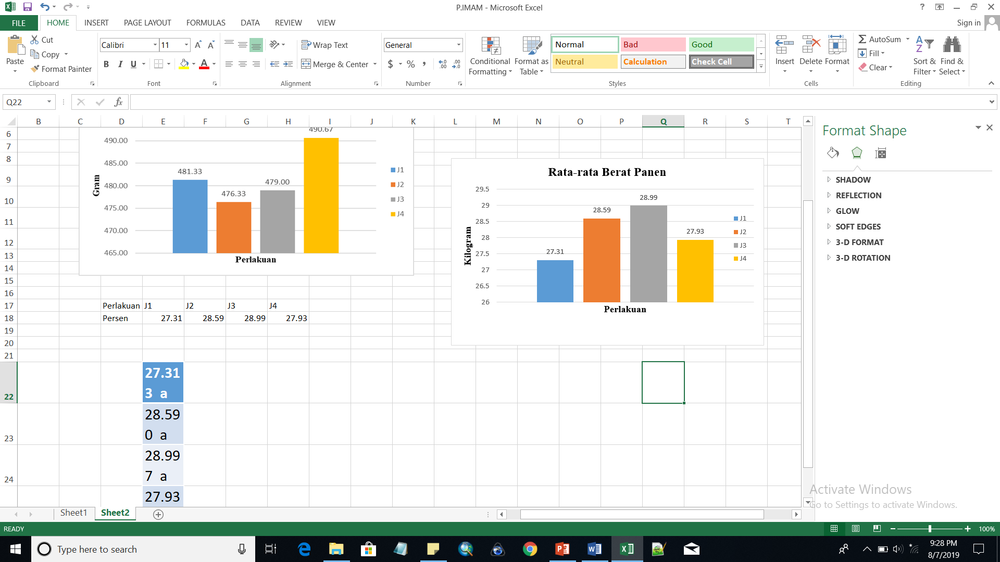 P.IMAM - Microsoft Excel
FILE HOME INSERT PAGE LAYOUT FORMULAS DATA REVIEW VIEW Sign in
Paste Cut Copy Format Painter
Calibri 11 Wrap Text Merge & Center
General
Conditional Formatting Format as Table
Normal Bad Good
Neutral Calculation Check Cell
Insert Delete Format
AutoSum Fill Clear
Sort & Filter Find & Select
Clipboard Font Alignment Number Styles Cells Editing
Q22
B C D E F G H I J K L M N O P Q R S T
6
7
8
9
10
11
12
13
14
15
16
17
18
19
20
21
22
23
24
490.67
490.00
485.00
480.00
475.00
470.00
465.00
Gram
481.33
476.33
479.00
Perlakuan
J1
J2
J3
J4
Rata-rata Berat Panen
29.5
29
28.5
28
27.5
27
26.5
26
Kilogram
27.31
28.59
28.99
27.93
Perlakuan
J1
J2
J3
J4
Perlakuan J1 J2 J3 J4
Persen 27.31 28.59 28.99 27.93
27.31
3 a
28.59
0 a
28.99
7 a
27.93
Format Shape
SHADOW
REFLECTION
GLOW
SOFT EDGES
3-D FORMAT
3-D ROTATION
Activate Windows
Go to Settings to activate Windows.
Sheet1 Sheet2
READY 100%
Type here to search
9:28 PM
8/7/2019